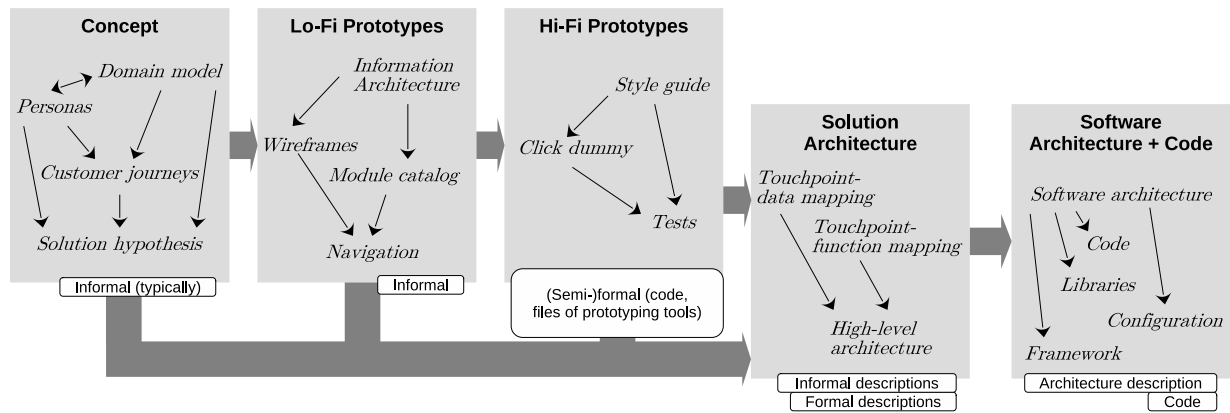 Concept
Domain model
Personas
Customer journeys
Solution hypothesis
Informal (typically)
Lo-Fi Prototypes
Information
Architecture
Wireframes
Module catalog
Navigation
Informal
Hi-Fi Prototypes
Style guide
Click dummy
Tests
(Semi-)formal (code,
files of prototyping tools)
Solution
Architecture
Touchpoint-
data mapping
Touchpoint-
function mapping
High-level
architecture
Informal descriptions
Formal descriptions
Software
Architecture + Code
Software architecture
Code
Libraries
Configuration
Framework
Architecture description
Code